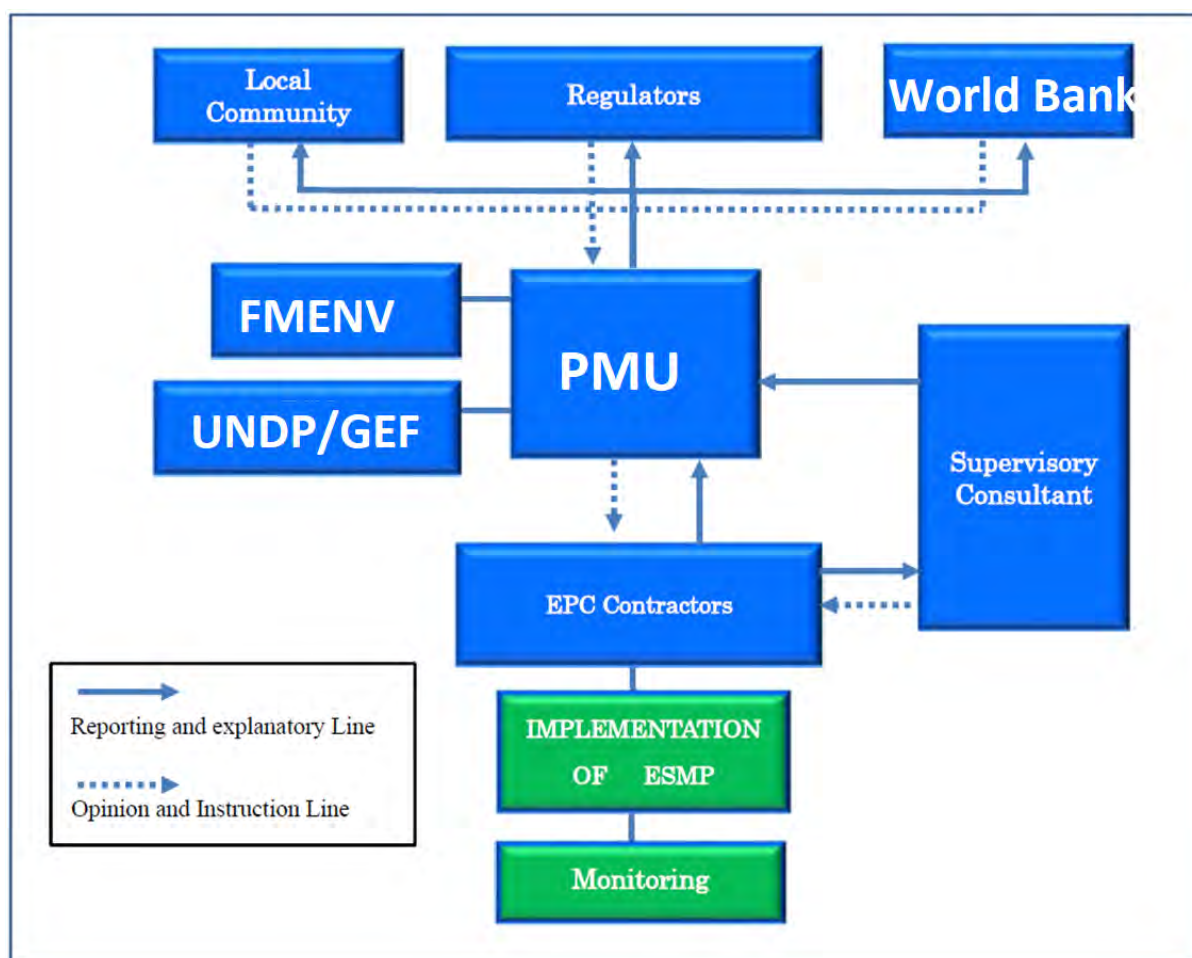 Local
Community
Regulators
World Bank
FMENV
PMU
UNDP/GEF
Supervisory
Consultant
EPC Contractors
IMPLEMENTATION
OF ESMP
Monitoring
Reporting and explanatory Line
Opinion and Instruction Line